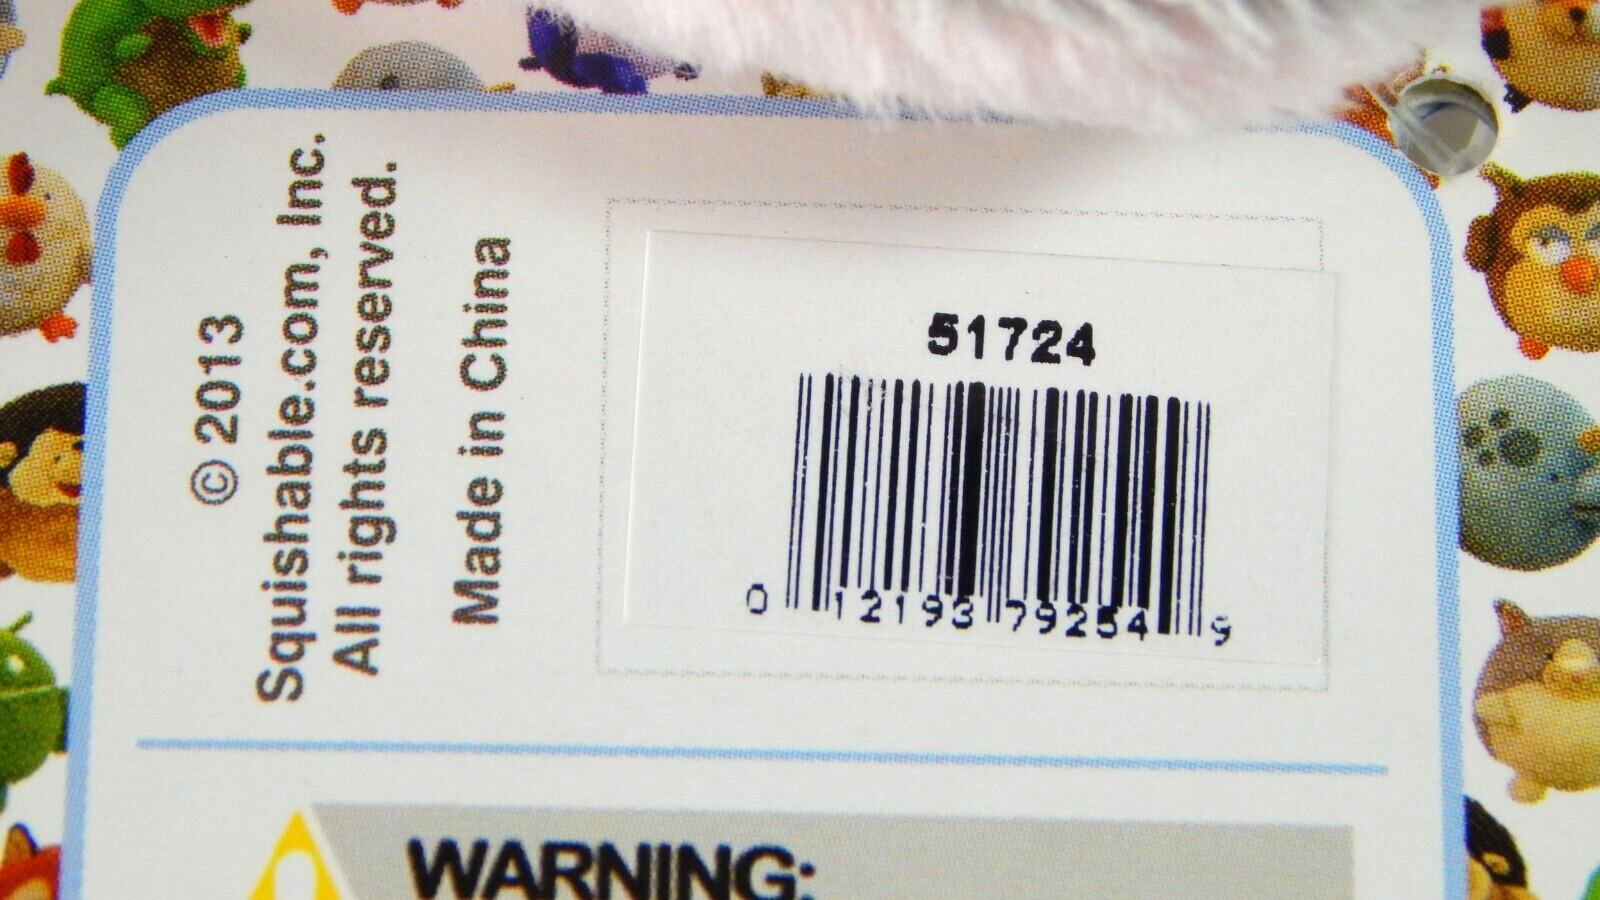 © 2013
Squishable.com, Inc.
All rights reserved.
Made in China
51724
0 12193 79254 9
WARNING: